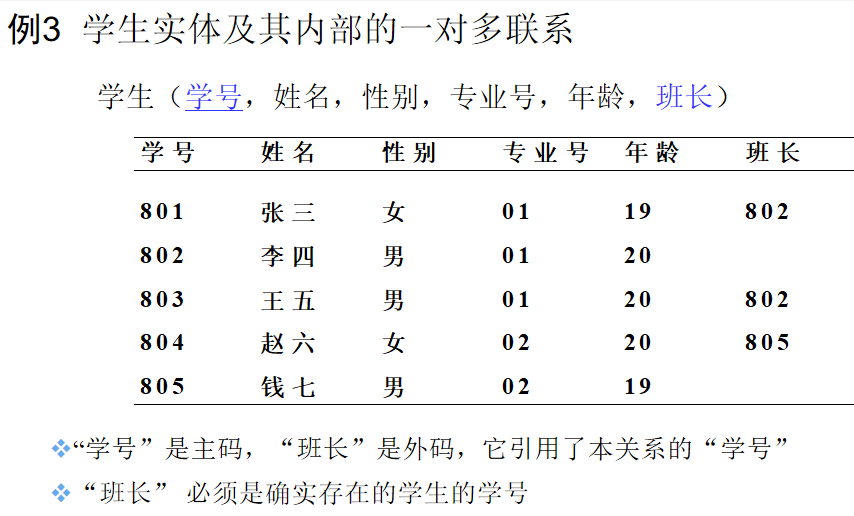 例3 学生实体及其内部的一对多联系
学生（学号，姓名，性别，专业号，年龄，班长）
学号 姓名 性别 专业号 年龄 班长
801 张三 女 01 19 802
802 李四 男 01 20
803 王五 男 01 20 802
804 赵六 女 02 20 805
805 钱七 男 02 19
“学号”是主码，“班长”是外码，它引用了本关系的“学号”
“班长” 必须是确实存在的学生的学号